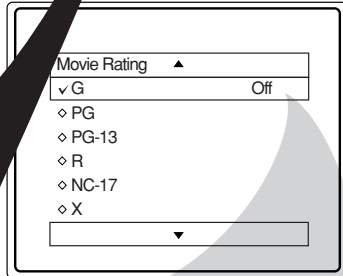 Movie Rating ▲
✓ G Off
◇ PG
◇ PG-13
◇ R
◇ NC-17
◇ X
▼